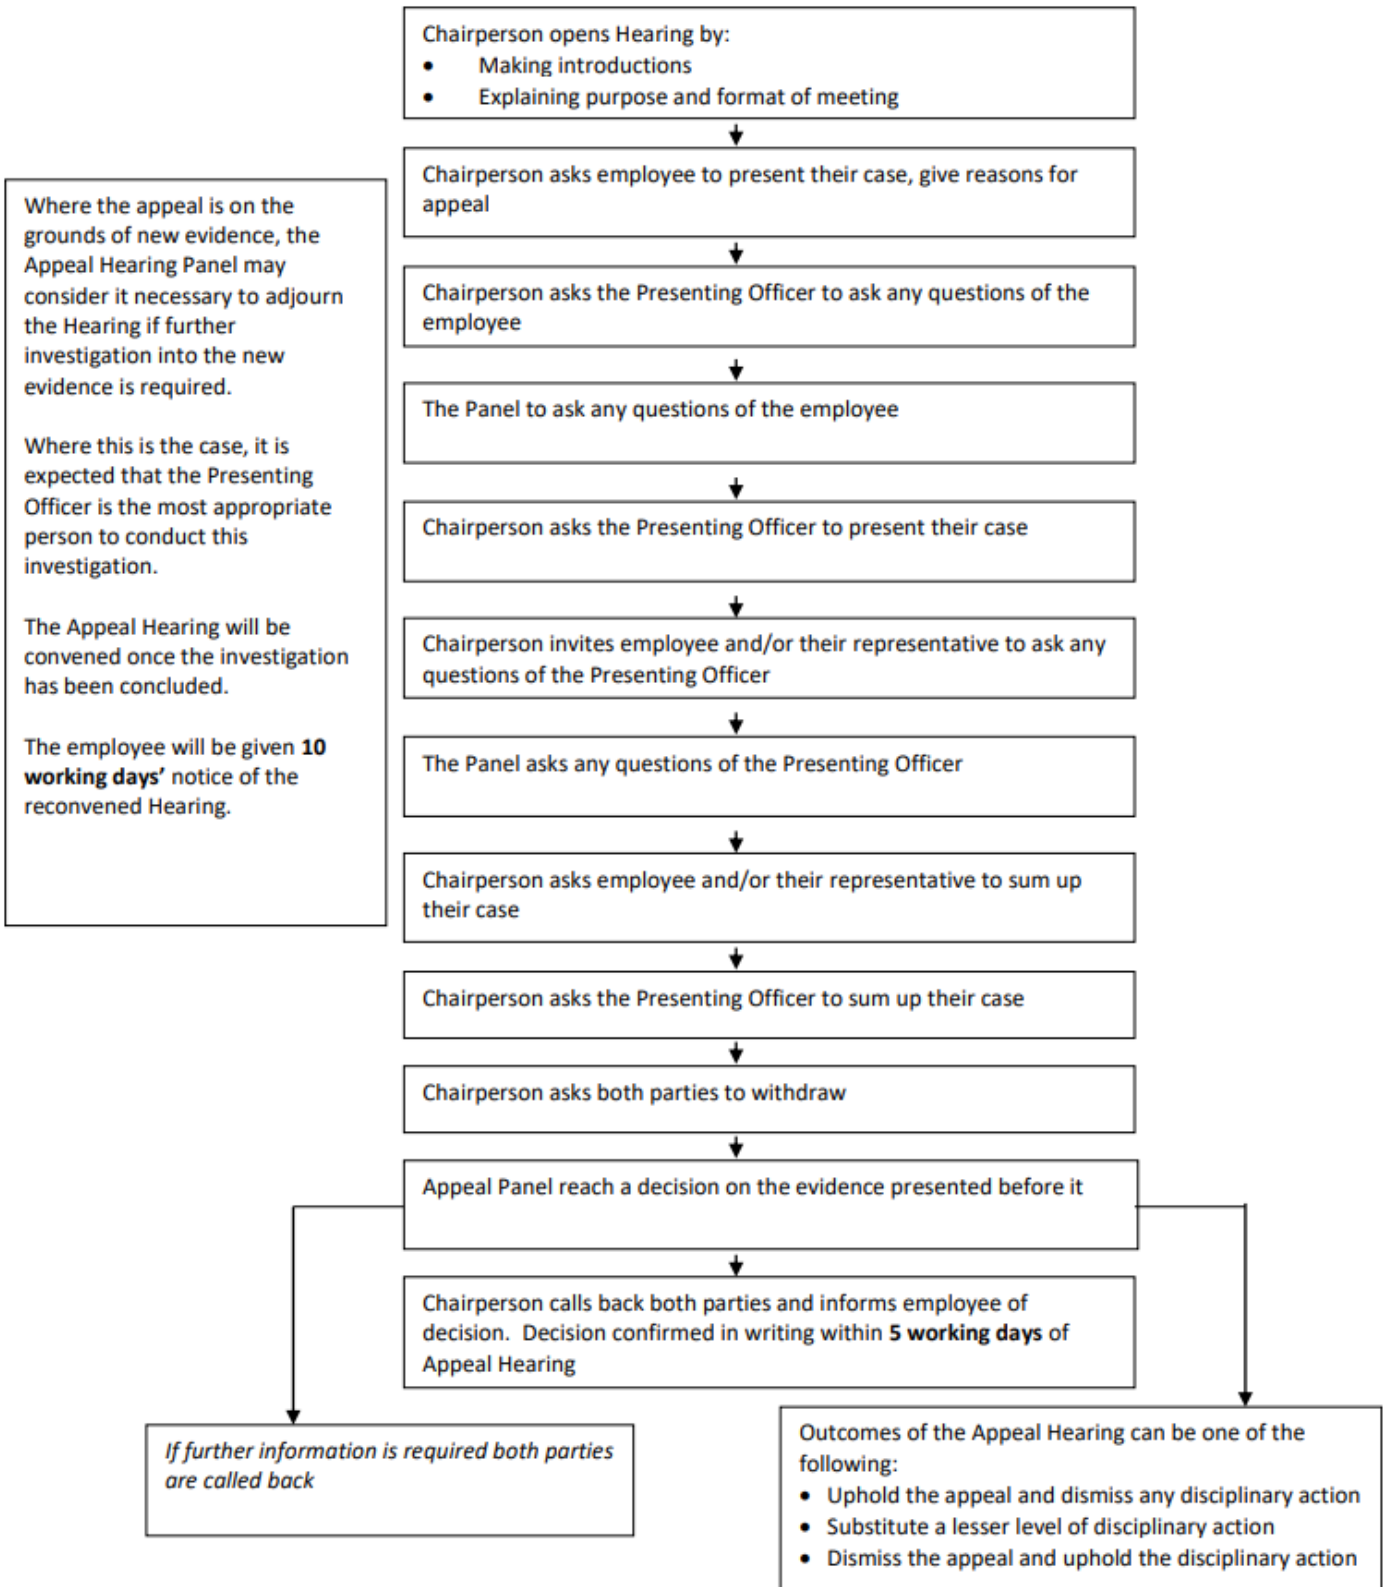 Chairperson opens Hearing by:
• Making introductions
• Explaining purpose and format of meeting
Chairperson asks employee to present their case, give reasons for
appeal
Chairperson asks the Presenting Officer to ask any questions of the
employee
The Panel to ask any questions of the employee
Chairperson asks the Presenting Officer to present their case
Chairperson invites employee and/or their representative to ask any
questions of the Presenting Officer
The Panel asks any questions of the Presenting Officer
Chairperson asks employee and/or their representative to sum up
their case
Chairperson asks the Presenting Officer to sum up their case
Chairperson asks both parties to withdraw
Appeal Panel reach a decision on the evidence presented before it
Chairperson calls back both parties and informs employee of
decision.  Decision confirmed in writing within 5 working days of
Appeal Hearing
Where the appeal is on the
grounds of new evidence, the
Appeal Hearing Panel may
consider it necessary to adjourn
the Hearing if further
investigation into the new
evidence is required.
Where this is the case, it is
expected that the Presenting
Officer is the most appropriate
person to conduct this
investigation.
The Appeal Hearing will be
convened once the investigation
has been concluded.
The employee will be given 10
working days’ notice of the
reconvened Hearing.
If further information is required both parties
are called back
Outcomes of the Appeal Hearing can be one of the
following:
• Uphold the appeal and dismiss any disciplinary action
• Substitute a lesser level of disciplinary action
• Dismiss the appeal and uphold the disciplinary action